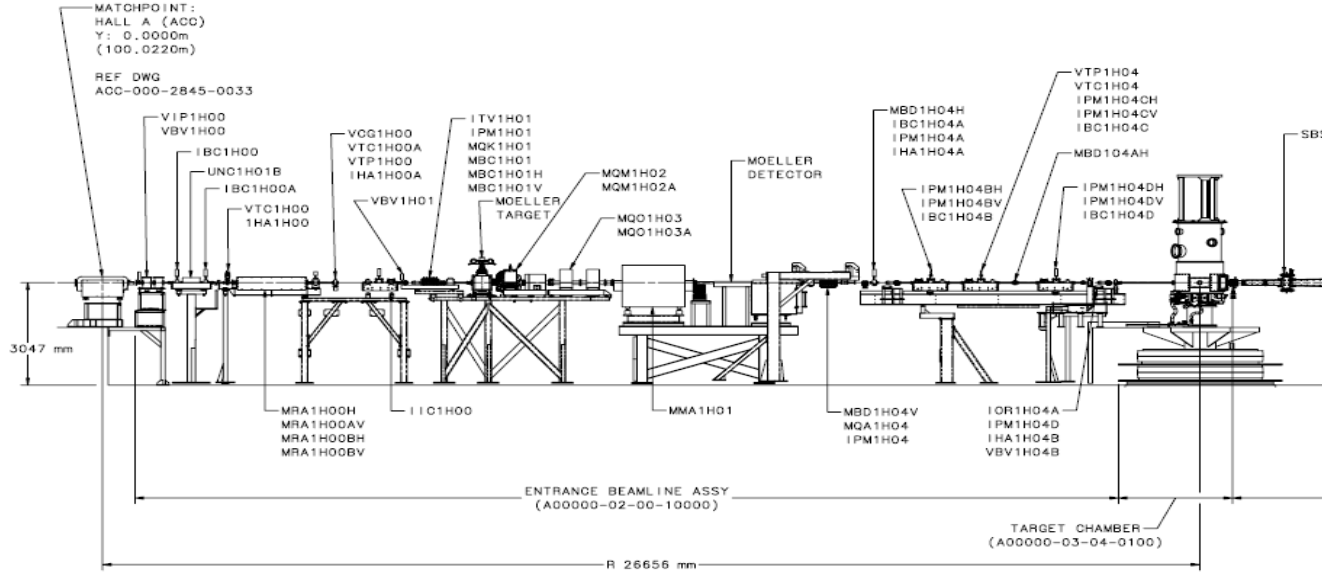 MATCHPOINT:
HALL A (ACC)
Y: 0.0000m
(100.0220m)
REF DWG
ACC-000-2845-0033
VIP1H00
VBV1H00
IBC1H00
UNC1H01B
IBC1H00A
VTC1H00
1HA1H00
VCG1H00
VTC1H00A
VTP1H00
IHA1H00A
VBV1H01
ITV1H01
IPM1H01
MQK1H01
MBC1H01
MBC1H01H
MBC1H01V
MOELLER
TARGET
MQM1H02
MQM1H02A
MQO1H03
MQO1H03A
MOELLER
DETECTOR
MBD1H04H
IBC1H04A
IPM1H04A
IHA1H04A
IPM1H04BH
IPM1H04BV
IBC1H04B
VTP1H04
VTC1H04
IPM1H04CH
IPM1H04CV
IBC1H04C
MBD104AH
IPM1H04DH
IPM1H04DV
IBC1H04D
SBS
3047 mm
MRA1H00H
MRA1H00AV
MRA1H00BH
MRA1H00BV
IIC1H00
MMA1H01
MBD1H04V
MQA1H04
IPM1H04
IOR1H04A
IPM1H04D
IHA1H04B
VBV1H04B
ENTRANCE BEAMLINE ASSY
(A00000-02-00-10000)
TARGET CHAMBER
(A00000-03-04-0100)
R 26656 mm